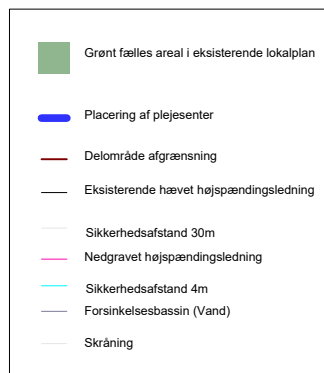 Grønt fælles areal i eksisterende lokalplan
Placering af plejesenter
Delområde afgrænsning
Eksisterende hævet højspændingsledning
Sikkerhedsafstand 30m
Nedgravet højspændingsledning
Sikkerhedsafstand 4m
Forsinkelsesbassin (Vand)
Skråning